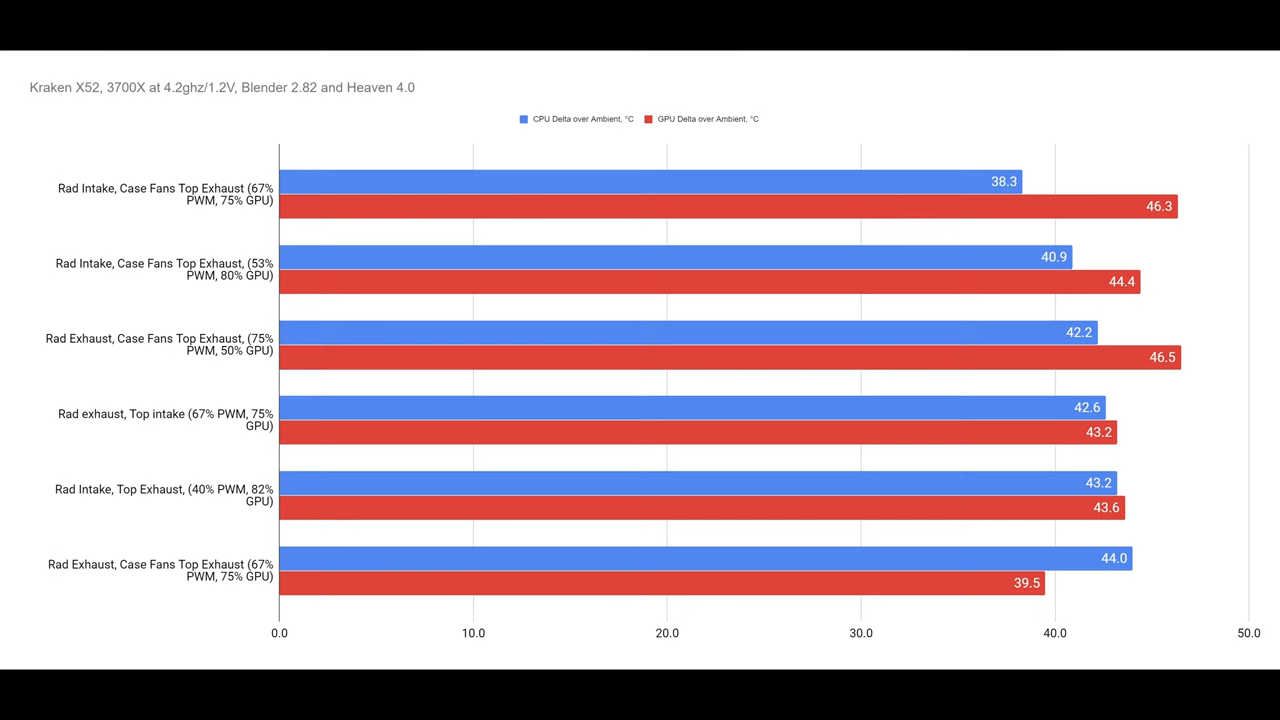 Kraken X52, 3700X at 4.2ghz/1.2V, Blender 2.82 and Heaven 4.0
CPU Delta over Ambient, °C
GPU Delta over Ambient, °C
Rad Intake, Case Fans Top Exhaust (67%
PWM, 75% GPU)
38.3
46.3
Rad Intake, Case Fans Top Exhaust, (53%
PWM, 80% GPU)
40.9
44.4
Rad Exhaust, Case Fans Top Exhaust, (75%
PWM, 50% GPU)
42.2
46.5
Rad exhaust, Top intake (67% PWM, 75%
GPU)
42.6
43.2
Rad Intake, Top Exhaust, (40% PWM, 82%
GPU)
43.2
43.6
Rad Exhaust, Case Fans Top Exhaust (67%
PWM, 75% GPU)
44.0
39.5
0.0
10.0
20.0
30.0
40.0
50.0